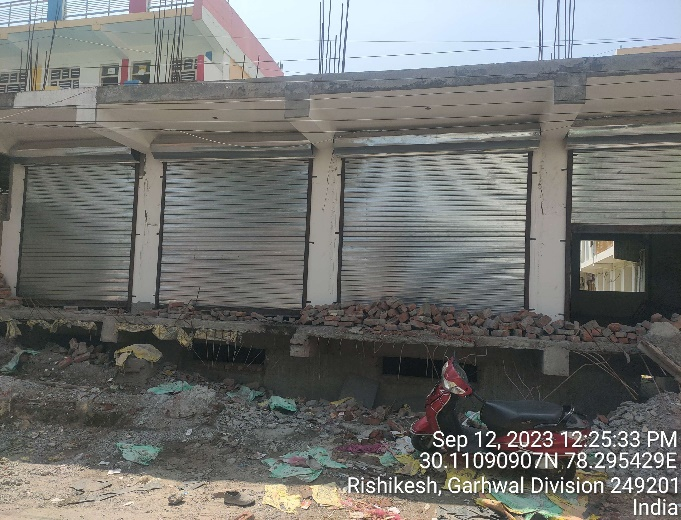 Sep 12, 2023 12:25:33 PM
30.11090907N, 78.295429E
Rishikesh, Garhwal Division 249201
India